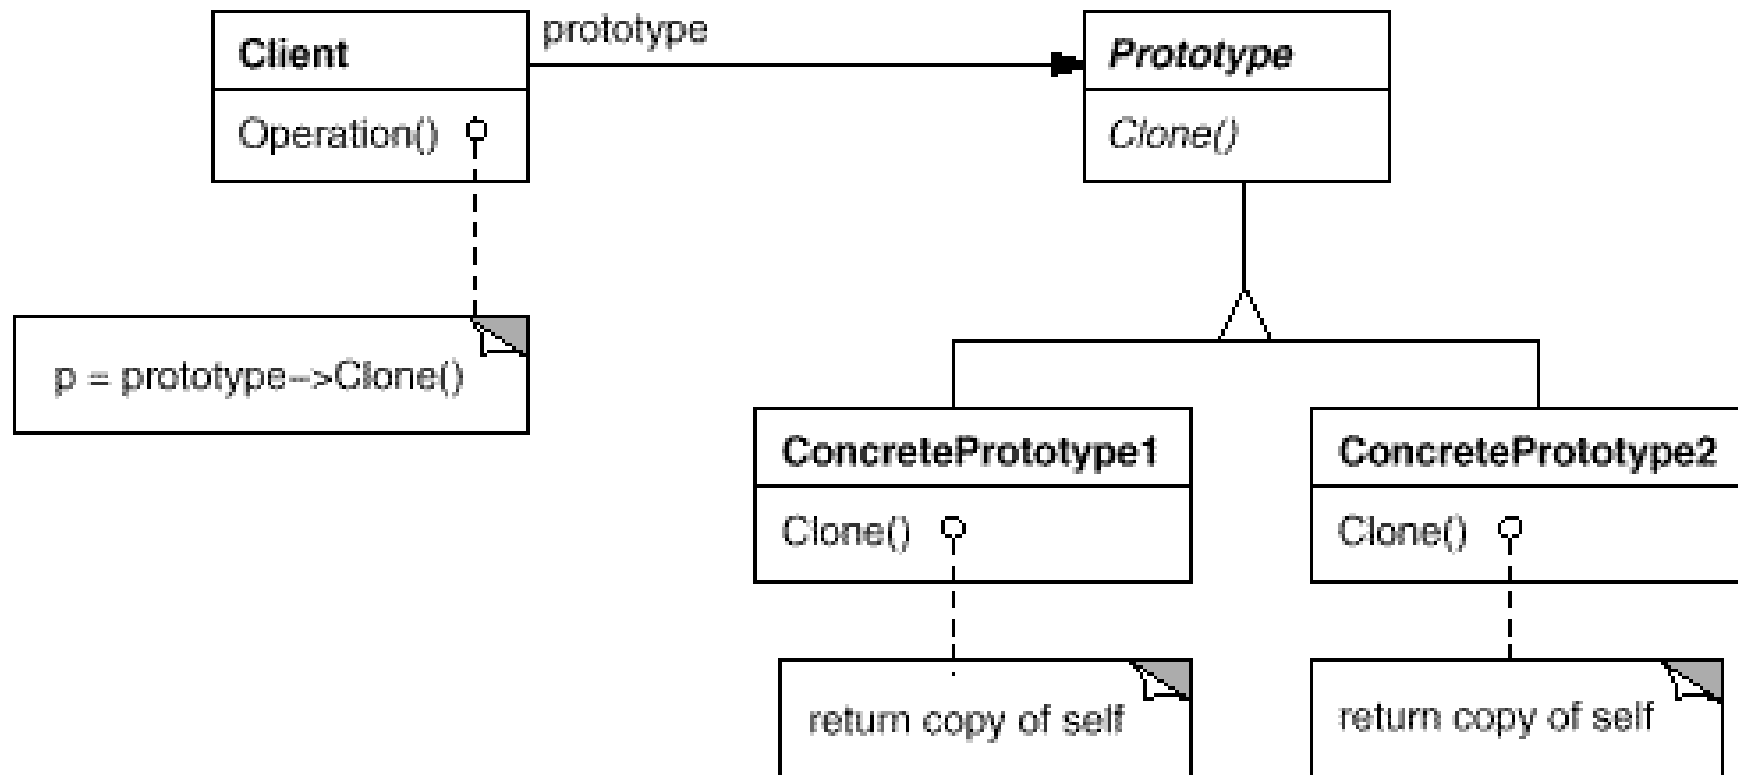 Client
prototype
Prototype
Operation()
Clone()
p = prototype–>Clone()
ConcretePrototype1
ConcretePrototype2
Clone()
Clone()
return copy of self
return copy of self